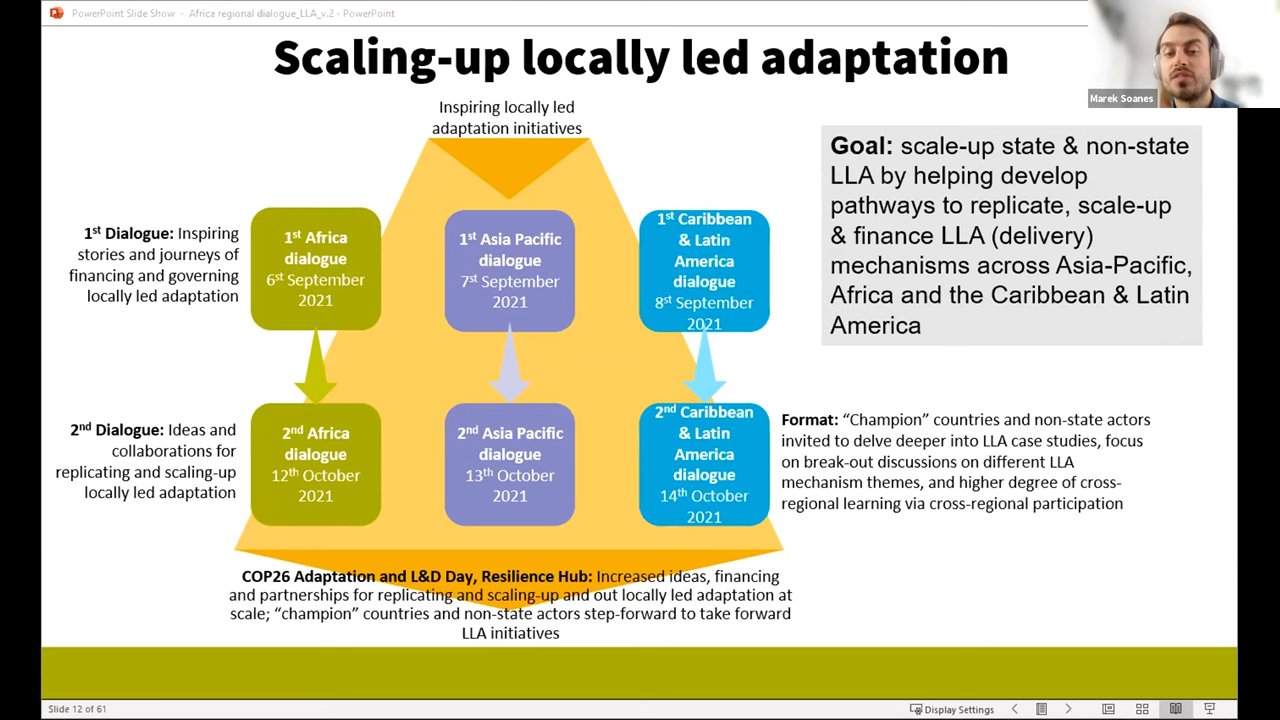 PowerPoint Slide Show - Africa regional dialogue_LLA_v.2 - PowerPoint
Scaling-up locally led adaptation
Marek Soanes
Inspiring locally led
adaptation initiatives
Goal: scale-up state & non-state
LLA by helping develop
pathways to replicate, scale-up
& finance LLA (delivery)
mechanisms across Asia-Pacific,
Africa and the Caribbean & Latin
America
1st Dialogue: Inspiring
stories and journeys of
financing and governing
locally led adaptation
1st Africa
dialogue
6st September
2021
1st Asia Pacific
dialogue
7st September
2021
1st Caribbean
& Latin
America
dialogue
8st September
2021
2nd Dialogue: Ideas and
collaborations for
replicating and scaling-up
locally led adaptation
2nd Africa
dialogue
12th October
2021
2nd Asia Pacific
dialogue
13th October
2021
2nd Caribbean
& Latin
America
dialogue
14th October
2021
Format: “Champion” countries and non-state actors
invited to delve deeper into LLA case studies, focus
on break-out discussions on different LLA
mechanism themes, and higher degree of cross-
regional learning via cross-regional participation
COP26 Adaptation and L&D Day, Resilience Hub: Increased ideas, financing
and partnerships for replicating and scaling-up and out locally led adaptation at
scale; “champion” countries and non-state actors step-forward to take forward
LLA initiatives
Slide 12 of 61
Display Settings